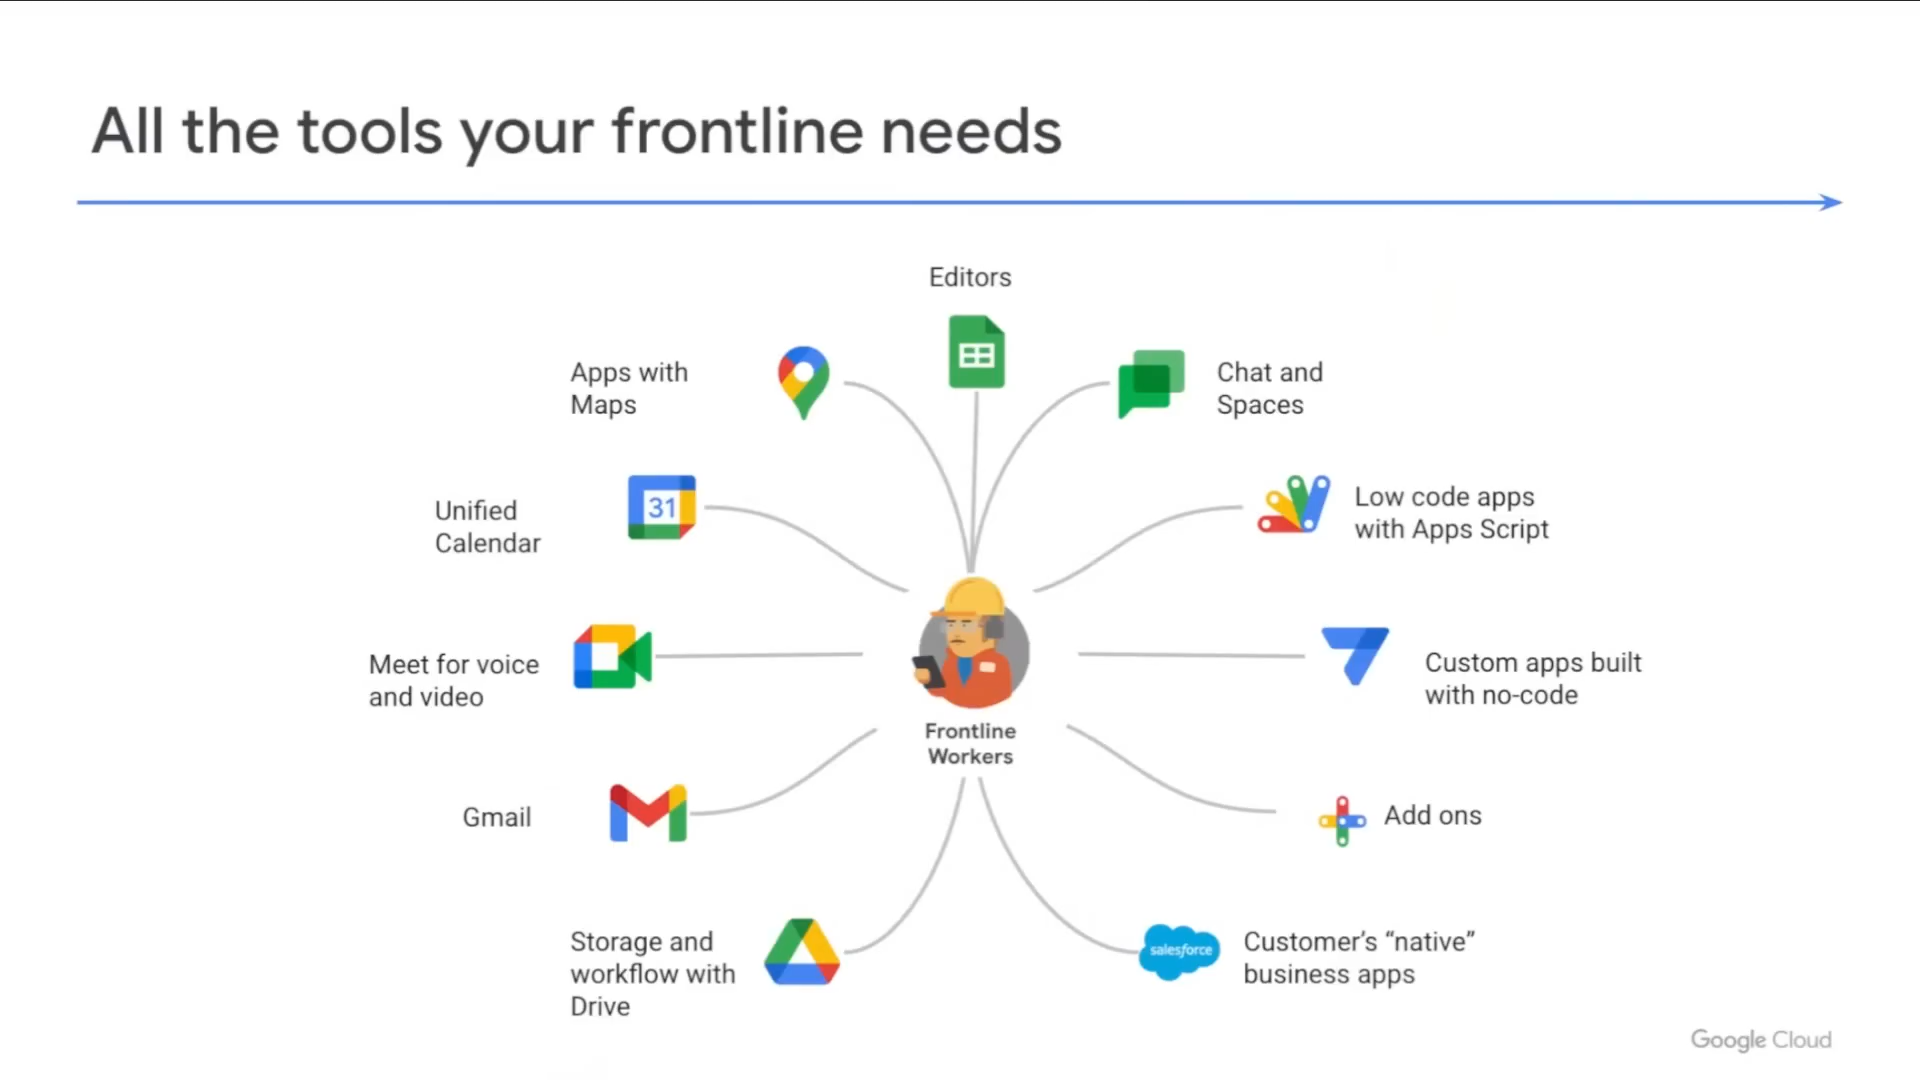 All the tools your frontline needs
Editors
Apps with
Maps
Chat and
Spaces
31
Unified
Calendar
Low code apps
with Apps Script
Meet for voice
and video
Custom apps built
with no-code
Frontline
Workers
Gmail
Add ons
Storage and
workflow with
Drive
salesforce
Customer’s “native”
business apps
Google Cloud